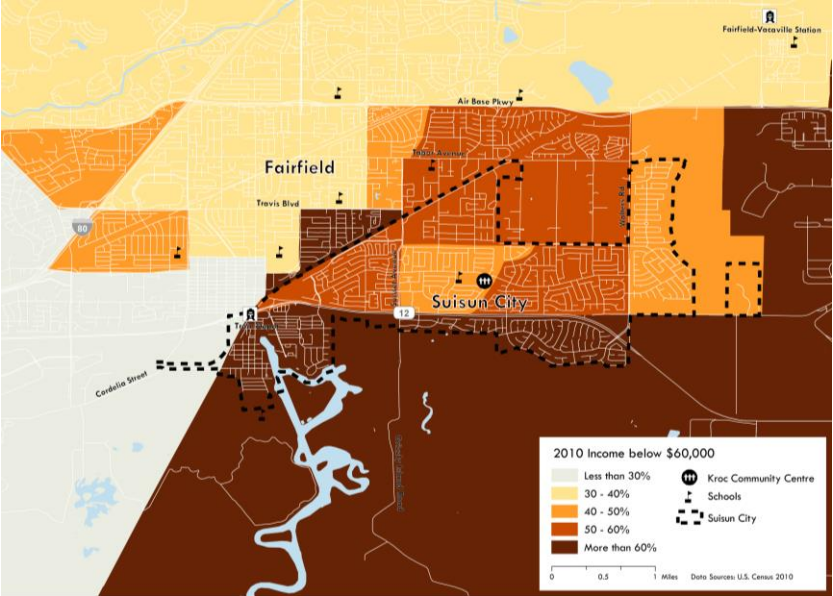 Fairfield-Vacaville Station
Air Base Pkwy
Tabor Avenue
Fairfield
Travis Blvd
80
Suisun City
12
Cordelia Street
2010 Income below $60,000
Less than 30%
30 - 40%
40 - 50%
50 - 60%
More than 60%
Kroc Community Centre
Schools
Suisun City
0 0.5 1 Miles
Data Sources: U.S. Census 2010